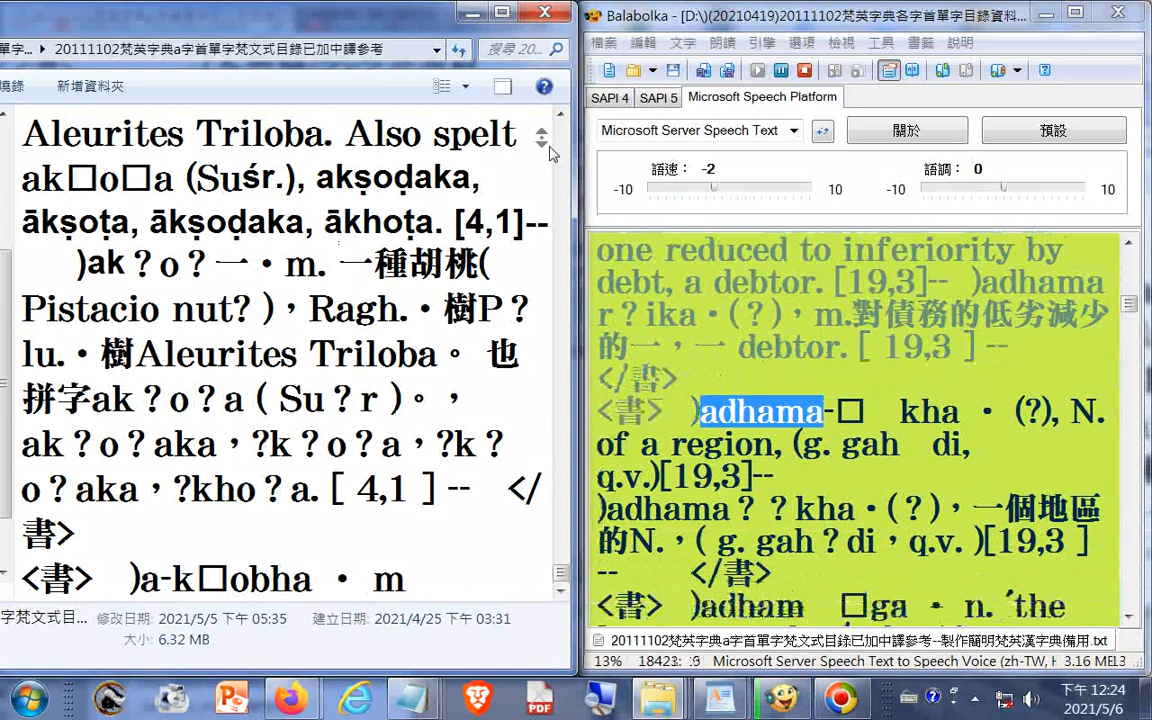 單字... ▸ 20111102梵英字典a字首單字梵文式目錄已加中譯參考
搜尋 20...
燒錄 新增資料夾
Aleurites Triloba. Also spelt
ak□o□a (Suśr.), akṣoḍaka,
ākṣoṭa, ākṣoḍaka, ākhoṭa. [4,1]--
)ak？o？一・m. 一種胡桃(
Pistacio nut? )，Ragh.・樹P？
lu.・樹Aleurites Triloba。 也
拼字ak？o？a ( Su？r )。，
ak？o？aka，?k？o？a，?k？
o？aka，?kho？a. [ 4,1 ] -- </
書>
<書> )a-k□obha・ m
字梵文式目... 修改日期: 2021/5/5 下午 05:35 建立日期: 2021/4/25 下午 03:31
大小: 6.32 MB
Balabolka - [D:\)(20210419)20111102梵英字典各字首單字目錄資料...
檔案 編輯 文字 朗讀 引擎 選項 檢視 工具 書籤 說明
SAPI 4 SAPI 5 Microsoft Speech Platform
Microsoft Server Speech Text 關於 預設
語速： -2 語調： 0
-10 10 -10 10
one reduced to inferiority by
debt, a debtor. [19,3]-- )adhama
r？ika・(？)，m.對債務的低劣減少
的一，一 debtor. [ 19,3 ] --
</書>
<書> )adhama-□ kha・(?), N.
of a region, (g. gah di,
q.v.)[19,3]--
)adhama？？kha・(？)，一個地區
的N.，( g. gah？di，q.v. )[19,3 ]
-- </書>
<書> )adham □ga・n. 'the
20111102梵英字典a字首單字梵文式目錄已加中譯參考--製作簡明梵英漢字典備用.txt
13% 18423: Microsoft Server Speech Text to Speech Voice (zh-TW, H 3.16 ME
PDF
下午 12:24
2021/5/6